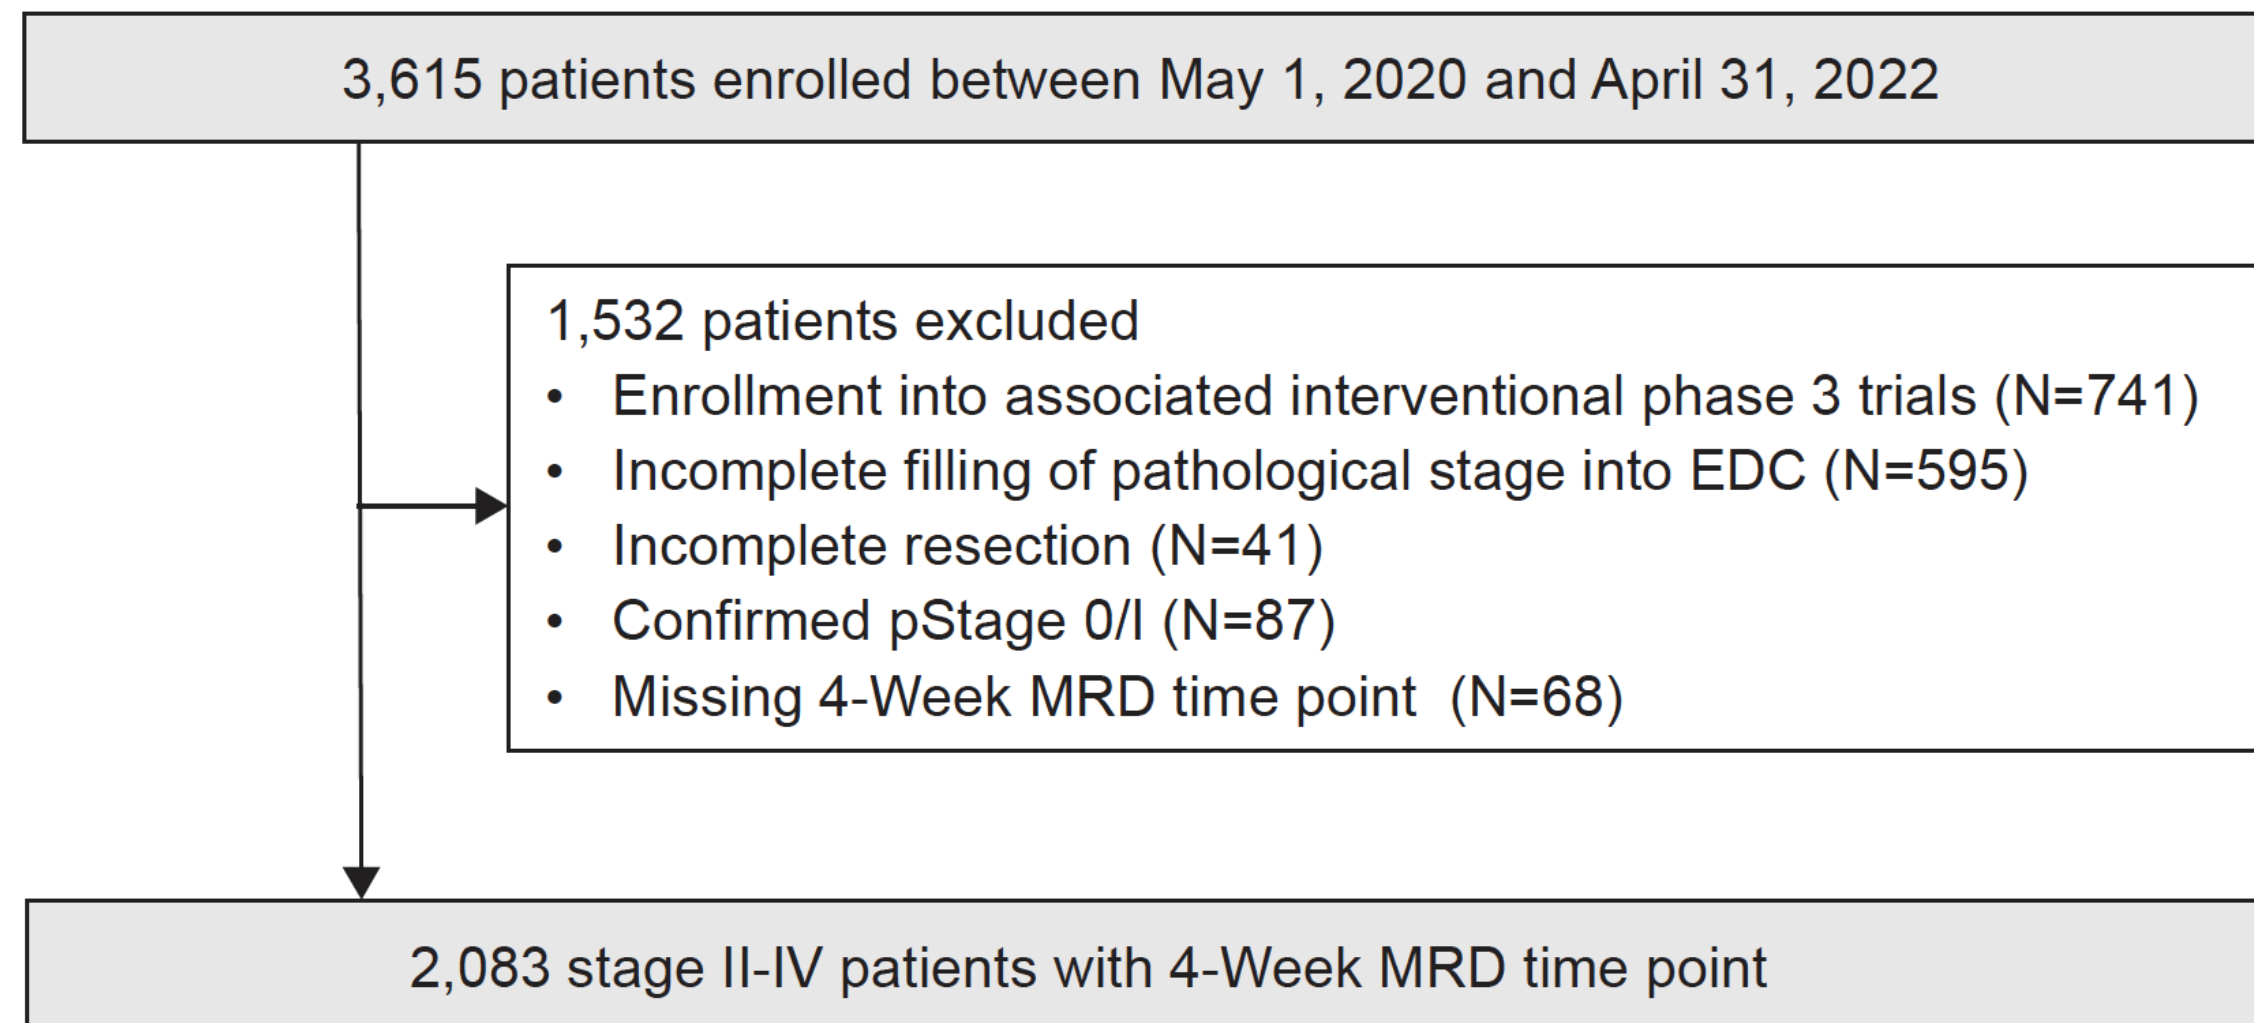 3,615 patients enrolled between May 1, 2020 and April 31, 2022
1,532 patients excluded
• Enrollment into associated interventional phase 3 trials (N=741)
• Incomplete filling of pathological stage into EDC (N=595)
• Incomplete resection (N=41)
• Confirmed pStage 0/I (N=87)
• Missing 4-Week MRD time point (N=68)
2,083 stage II-IV patients with 4-Week MRD time point